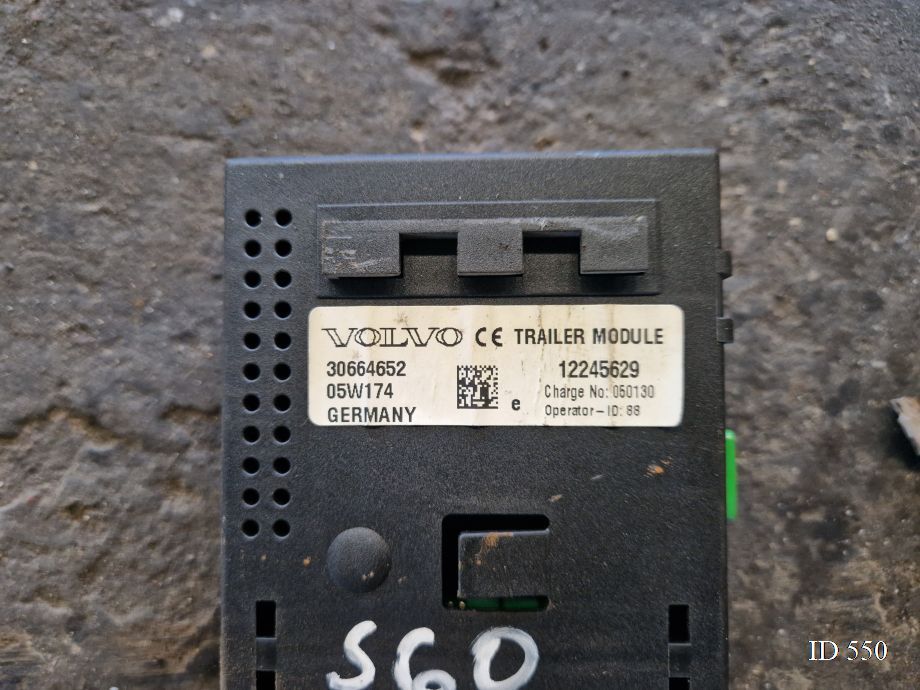 VOLVO CE TRAILER MODULE
30664652 12245629
05W174 Charge No: 050130
GERMANY e Operator-ID: 88
S60
ID 550